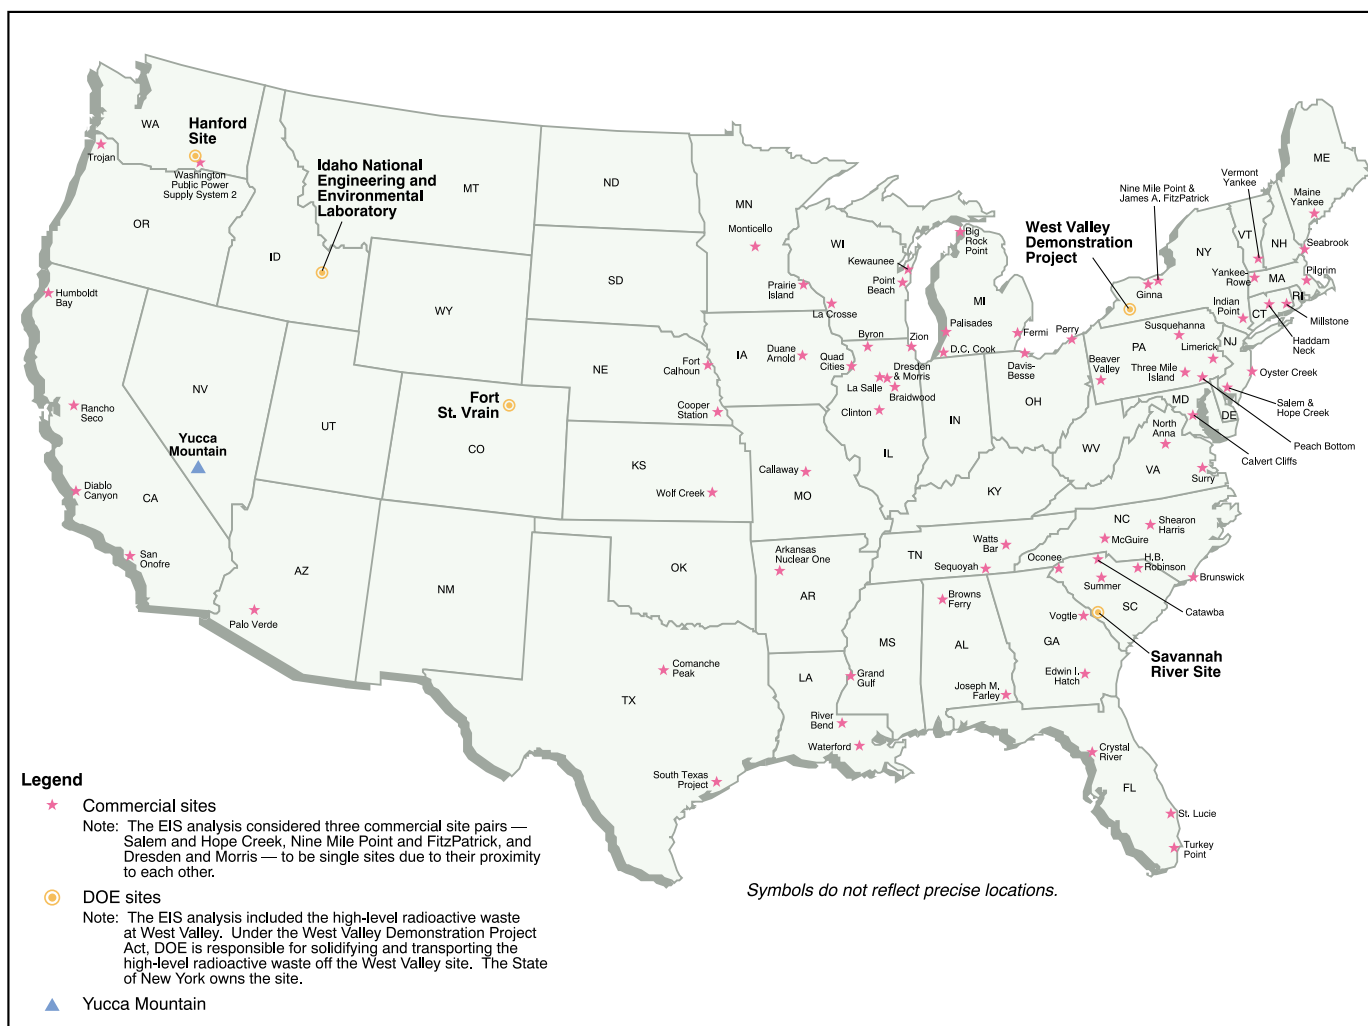 WA
Hanford
Site
Trojan
Washington
Public Power
Supply System 2
OR
Idaho National
Engineering and
Environmental
Laboratory
ID
MT
ND
MN
Monticello
WI
Kewaunee
Point
Beach
Big
Rock
Point
MI
West Valley
Demonstration
Project
Nine Mile Point &
James A. FitzPatrick
Vermont
Yankee
ME
Maine
Yankee
VT
NH
NY
Seabrook
Yankee-
Rowe
MA
Pilgrim
Ginna
Indian
Point
CT
RI
Millstone
Haddam
Neck
Humboldt
Bay
WY
SD
Prairie
Island
La Crosse
Palisades
Fermi
Perry
Susquehanna
PA
Limerick
NJ
NV
UT
NE
Fort
Calhoun
IA
Duane
Arnold
Quad
Cities
Byron
Zion
D.C. Cook
Dresden
& Morris
La Salle
Braidwood
Clinton
Davis-
Besse
Beaver
Valley
Three Mile
Island
Oyster Creek
Salem &
Hope Creek
MD
DE
Peach Bottom
Calvert Cliffs
Rancho
Seco
Yucca
Mountain
Fort
St. Vrain
CO
Cooper
Station
IL
IN
OH
WV
North
Anna
VA
Surry
Diablo
Canyon
CA
KS
Wolf Creek
Callaway
MO
KY
San
Onofre
AZ
Palo Verde
NM
OK
Arkansas
Nuclear One
AR
TN
Watts
Bar
Sequoyah
NC
Shearon
Harris
McGuire
Oconee
H.B.
Robinson
Brunswick
Summer
Catawba
SC
Browns
Ferry
Vogtle
MS
AL
GA
Savannah
River Site
Edwin I.
Hatch
Joseph M.
Farley
TX
Comanche
Peak
LA
Grand
Gulf
River
Bend
Waterford
South Texas
Project
Crystal
River
FL
St. Lucie
Turkey
Point
Legend
Commercial sites
Note: The EIS analysis considered three commercial site pairs —
Salem and Hope Creek, Nine Mile Point and FitzPatrick, and
Dresden and Morris — to be single sites due to their proximity
to each other.
DOE sites
Note: The EIS analysis included the high-level radioactive waste
at West Valley. Under the West Valley Demonstration Project
Act, DOE is responsible for solidifying and transporting the
high-level radioactive waste off the West Valley site. The State
of New York owns the site.
Yucca Mountain
Symbols do not reflect precise locations.